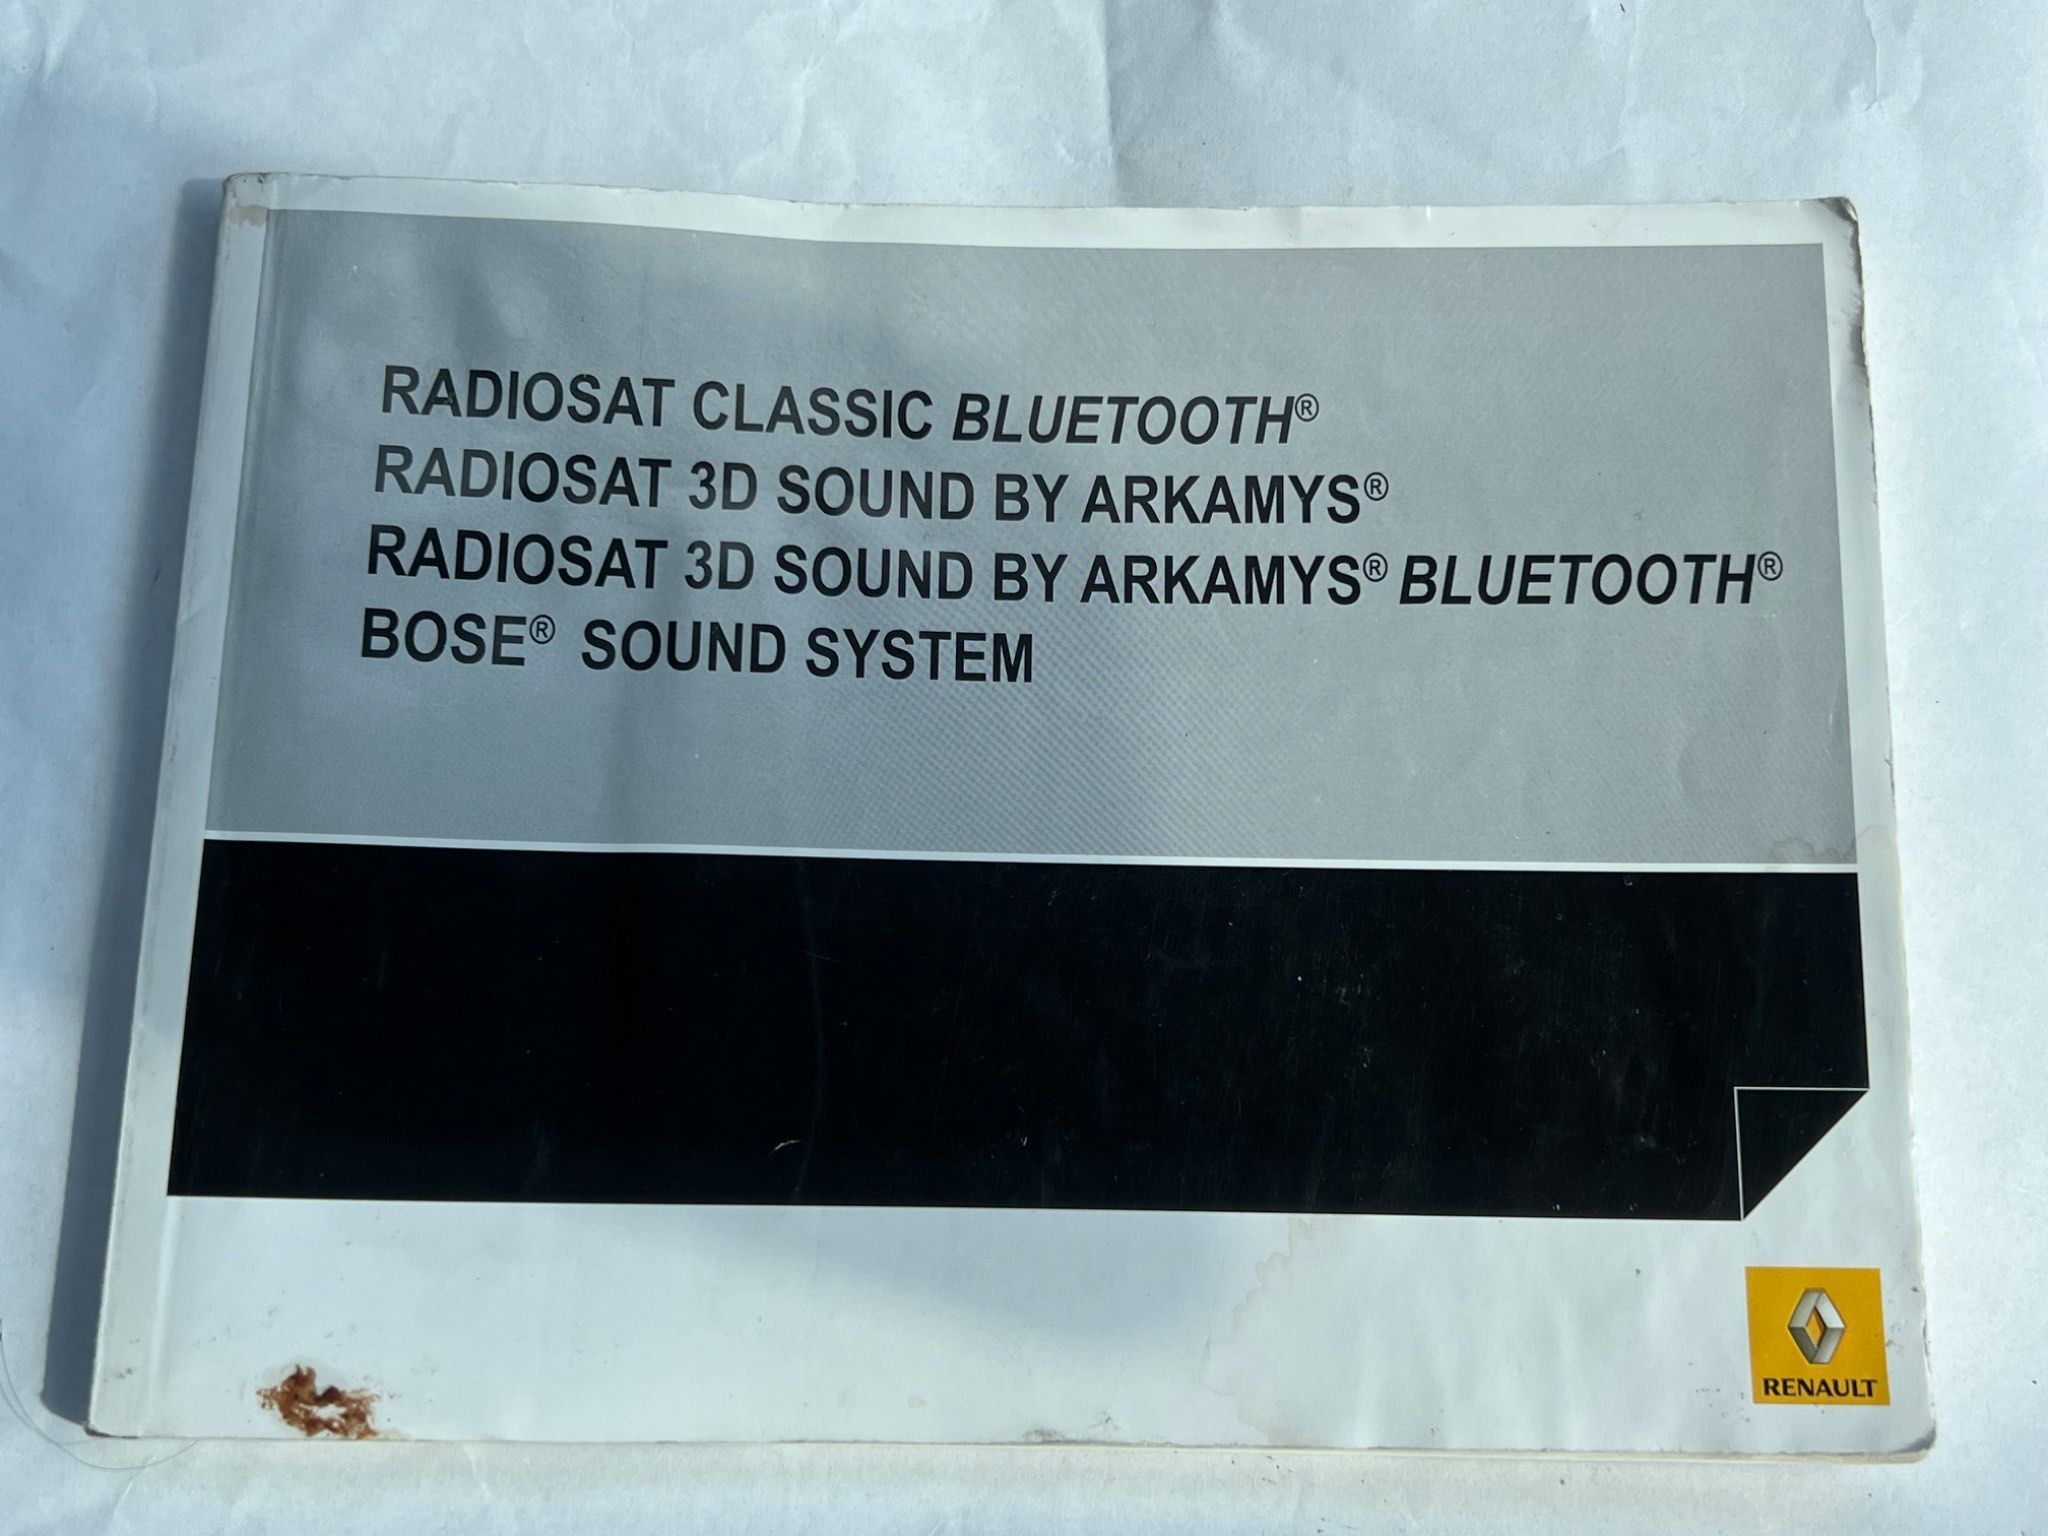 RADIOSAT CLASSIC BLUETOOTH®
RADIOSAT 3D SOUND BY ARKAMYS®
RADIOSAT 3D SOUND BY ARKAMYS® BLUETOOTH®
BOSE® SOUND SYSTEM
RENAULT